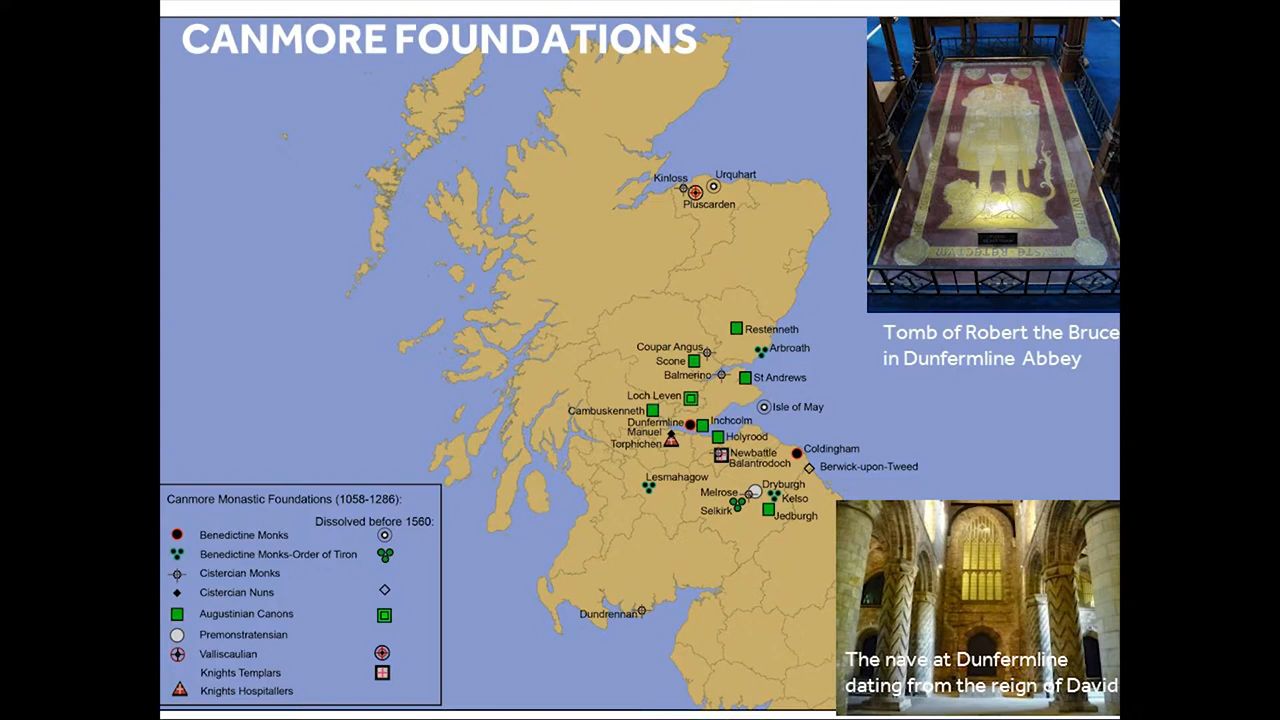 CANMORE FOUNDATIONS
Kinloss
Urquhart
Pluscarden
Tomb of Robert the Bruce
in Dunfermline Abbey
Restenneth
Coupar Angus
Arbroath
Scone
Balmerino
St Andrews
Loch Leven
Isle of May
Cambuskenneth
Dunfermline
Inchcolm
Manuel
Holyrood
Torphichen
Newbattle
Balantrodoch
Coldingham
Berwick-upon-Tweed
Lesmahagow
Dryburgh
Melrose
Kelso
Selkirk
Jedburgh
Dundrennan
Canmore Monastic Foundations (1058-1286):
Dissolved before 1560:
Benedictine Monks
Benedictine Monks-Order of Tiron
Cistercian Monks
Cistercian Nuns
Augustinian Canons
Premonstratensian
Valliscaulian
Knights Templars
Knights Hospitallers
The nave at Dunfermline
dating from the reign of David